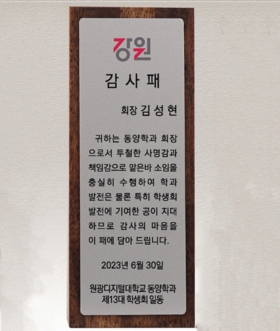 강원
감사패
회장 김성현
귀하는 동양학과 회장
으로서 투철한 사명감과
책임감으로 맡은바 소임을
충실히 수행하여 학과
발전은 물론 특히 학생회
발전에 기여한 공이 지대
하므로 감사의 마음을
이 패에 담아 드립니다.
2023년 6월 30일
원광디지털대학교 동양학과
제13대 학생회 일동